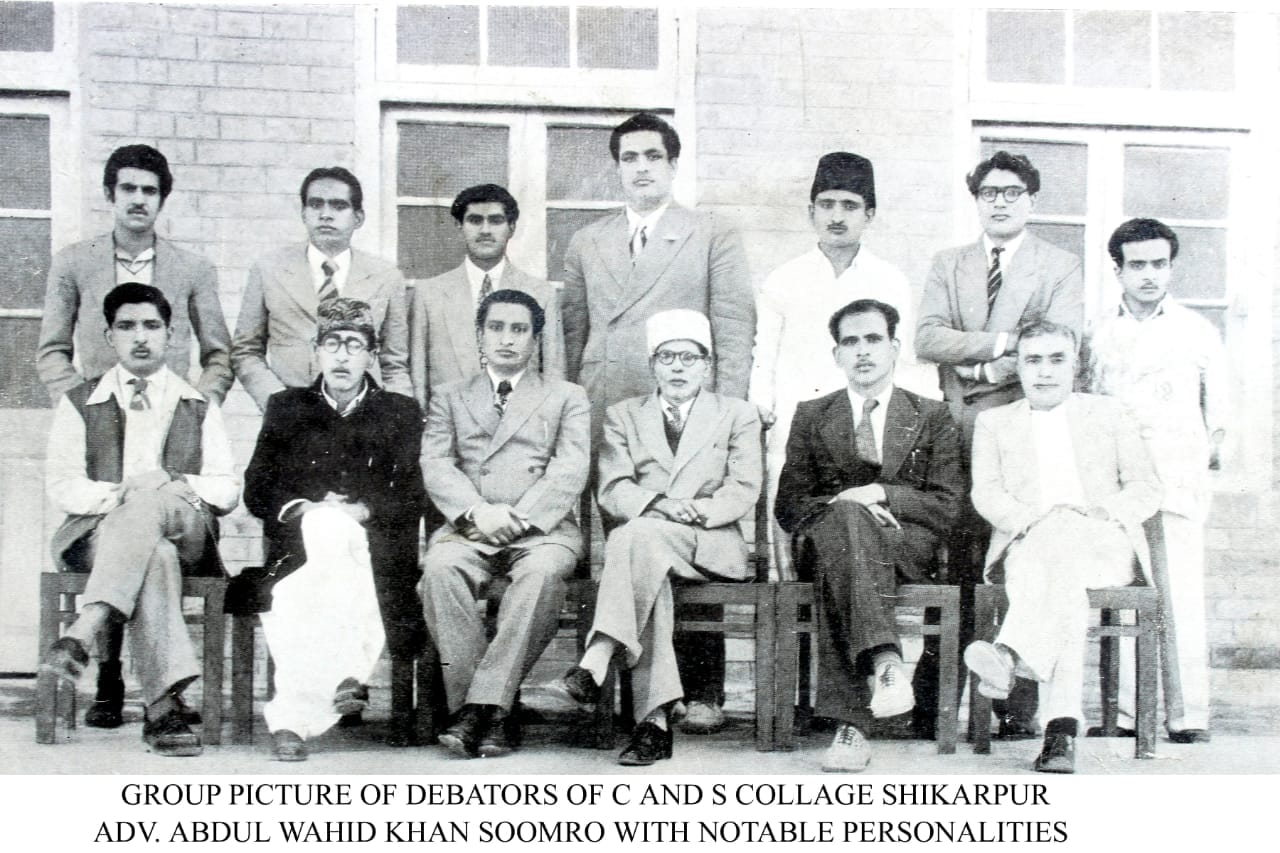 GROUP PICTURE OF DEBATORS OF C AND S COLLAGE SHIKARPUR
ADV. ABDUL WAHID KHAN SOOMRO WITH NOTABLE PERSONALITIES